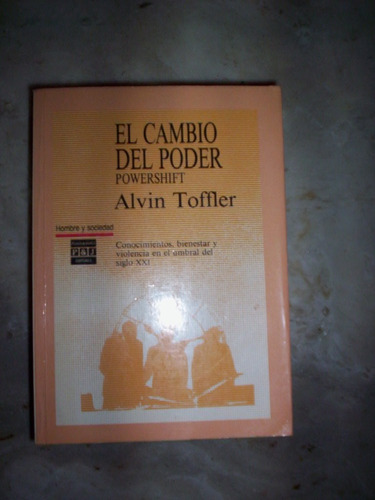 EL CAMBIO
DEL PODER
POWERSHIFT
Alvin Toffler
Hombre y sociedad
P&J
Conocimientos, bienestar y
violencia en el umbral del
siglo XXI